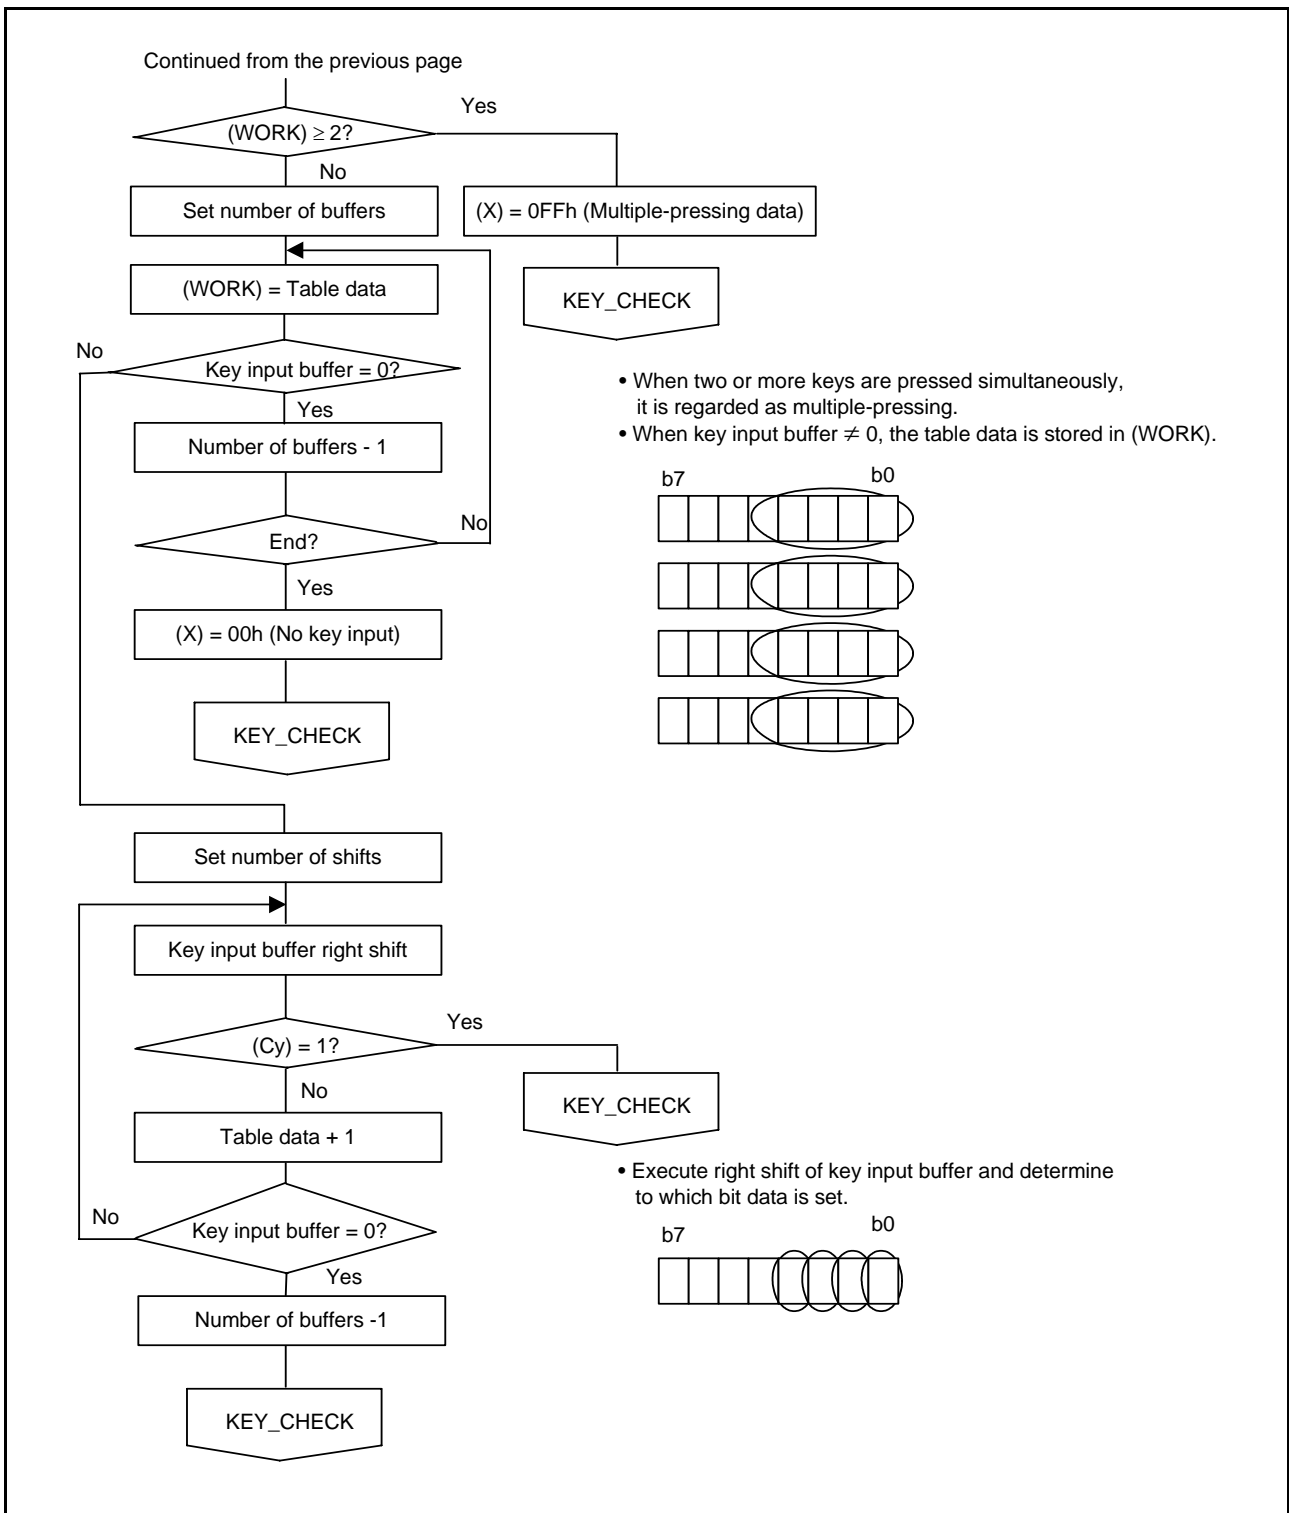 Continued from the previous page
Yes
(WORK) ≥ 2?
No
Set number of buffers
(X) = 0FFh (Multiple-pressing data)
(WORK) = Table data
KEY_CHECK
No
Key input buffer = 0?
Yes
Number of buffers - 1
No
End?
Yes
(X) = 00h (No key input)
KEY_CHECK
• When two or more keys are pressed simultaneously,
it is regarded as multiple-pressing.
• When key input buffer ≠ 0, the table data is stored in (WORK).
b7 b0
Set number of shifts
Key input buffer right shift
Yes
(Cy) = 1?
No
KEY_CHECK
Table data + 1
No
Key input buffer = 0?
Yes
Number of buffers -1
KEY_CHECK
• Execute right shift of key input buffer and determine
to which bit data is set.
b7 b0